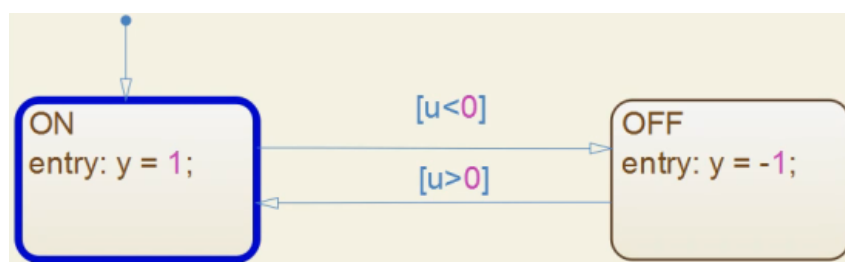 ON
entry: y = 1;
[u<0]
[u>0]
OFF
entry: y = -1;